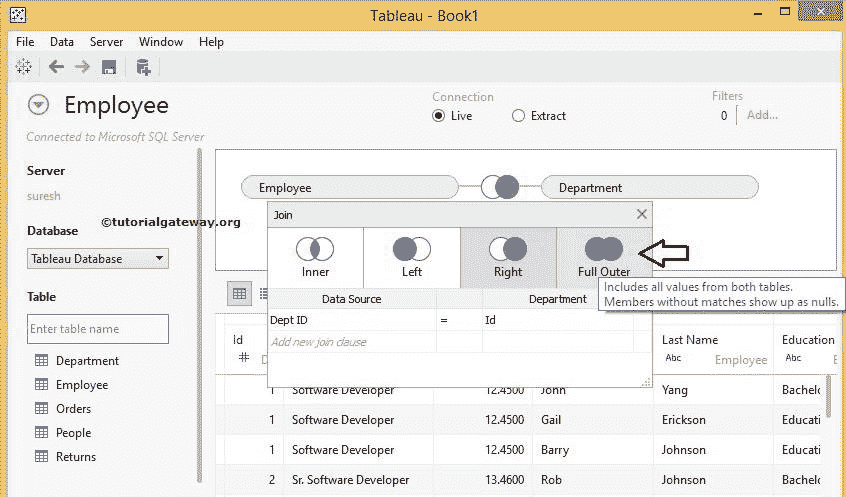 Tableau - Book1
File Data Server Window Help
Employee
Connected to Microsoft SQL Server
Connection
Live Extract
Filters
0 Add...
Server
suresh
©tutorialgateway.org
Database
Tableau Database
Table
Enter table name
Department
Employee
Orders
People
Returns
Employee Department
Join
Inner Left Right Full Outer
Includes all values from both tables.
Members without matches show up as nulls.
Data Source Department
Dept ID = Id
Add new join clause
Id Last Name Education
# Abc Employee Abc
1 Software Developer 12.4500 John Yang Bachelo
1 Software Developer 12.4500 Gail Erickson Educati
1 Software Developer 12.4500 Barry Johnson Educati
2 Sr. Software Developer 13.4600 Rob Johnson Bachelo